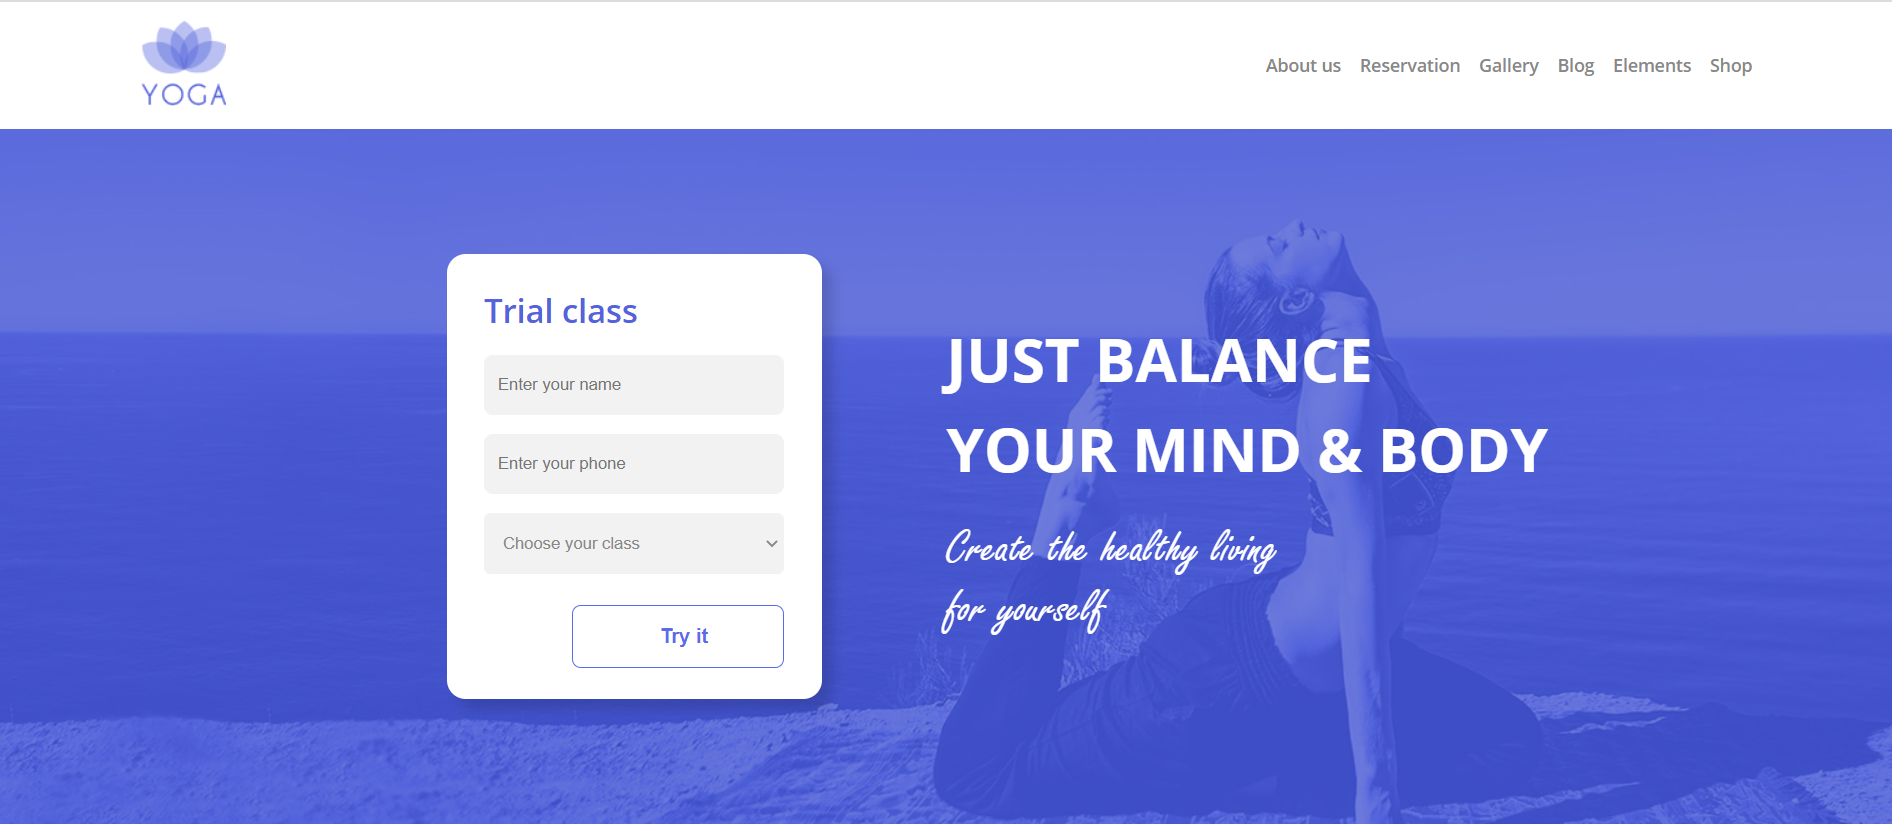 YOGA
About us Reservation Gallery Blog Elements Shop
Trial class
Enter your name
Enter your phone
Choose your class
Try it
JUST BALANCE
YOUR MIND & BODY
Create the healthy living
for yourself